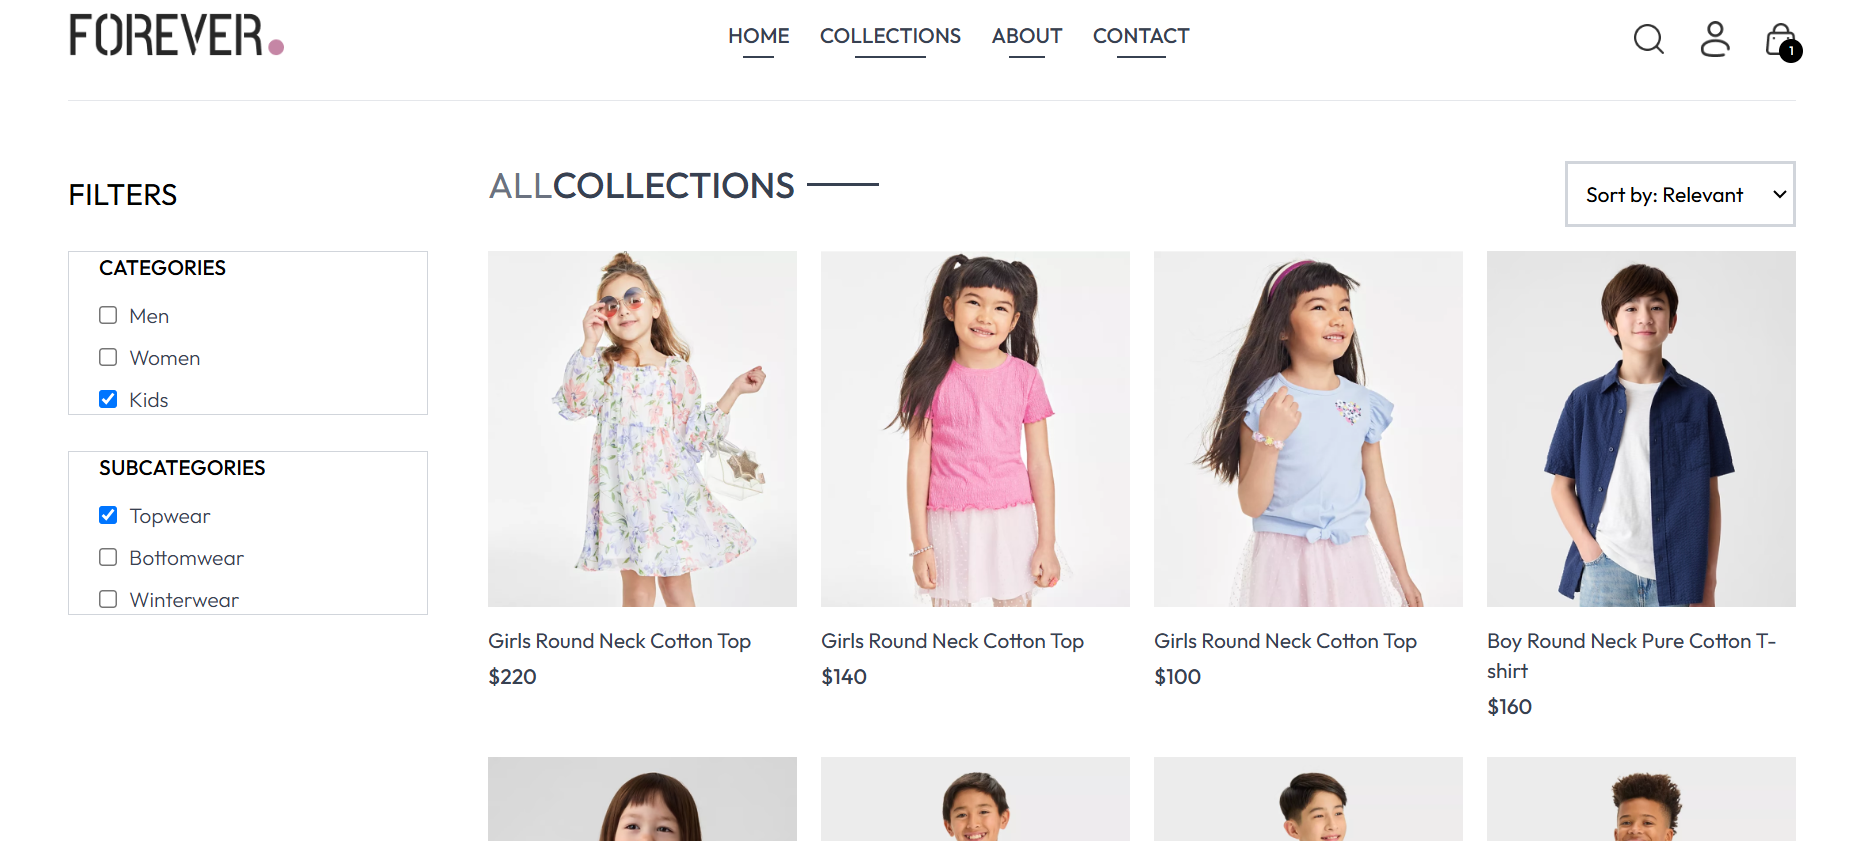 FOREVER.
HOME
COLLECTIONS
ABOUT
CONTACT
1
FILTERS
CATEGORIES
Men
Women
Kids
SUBCATEGORIES
Topwear
Bottomwear
Winterwear
ALLCOLLECTIONS
Sort by: Relevant
Girls Round Neck Cotton Top
$220
Girls Round Neck Cotton Top
$140
Girls Round Neck Cotton Top
$100
Boy Round Neck Pure Cotton T-
shirt
$160